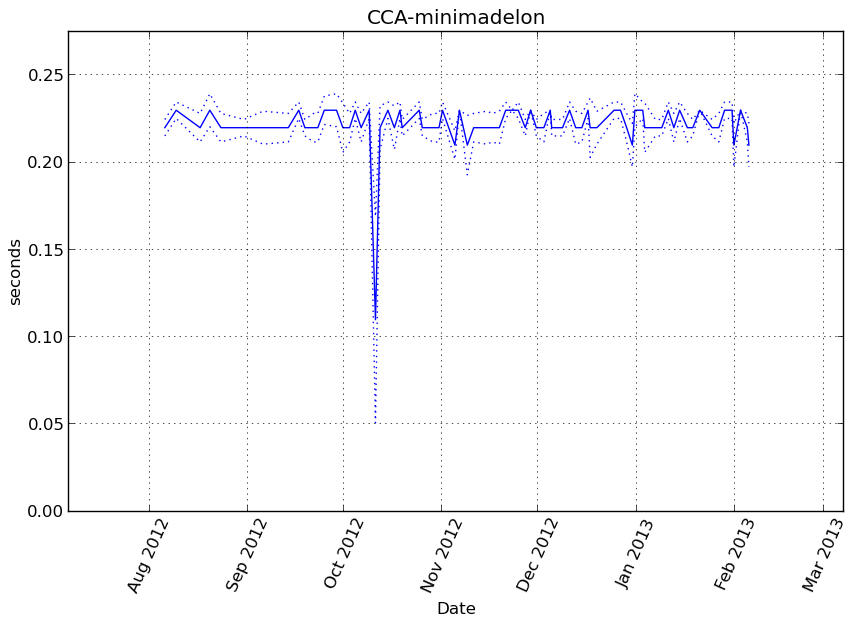 CCA-minimadelon
0.25
0.20
0.15
0.10
0.05
0.00
seconds
Aug 2012
Sep 2012
Oct 2012
Nov 2012
Dec 2012
Jan 2013
Feb 2013
Mar 2013
Date